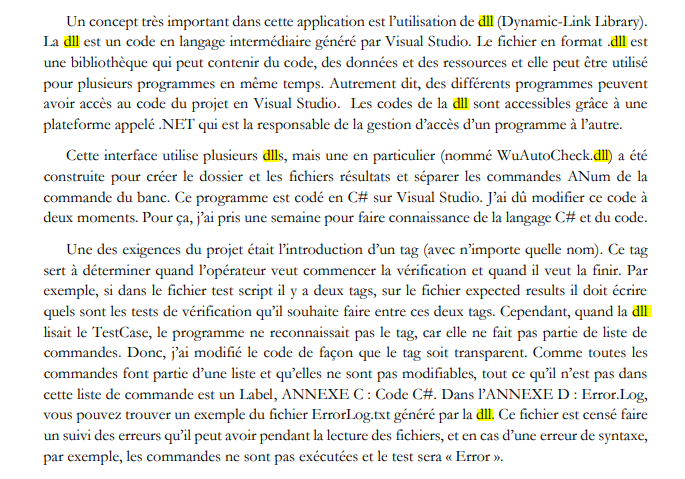 Un concept très important dans cette application est l'utilisation de dll (Dynamic-Link Library).
La dll est un code en langage intermédiaire généré par Visual Studio. Le fichier en format .dll est
une bibliothèque qui peut contenir du code, des données et des ressources et elle peut être utilisé
pour plusieurs programmes en même temps. Autrement dit, des différents programmes peuvent
avoir accès au code du projet en Visual Studio. Les codes de la dll sont accessibles grâce à une
plateforme appelé .NET qui est la responsable de la gestion d'accès d'un programme à l'autre.
Cette interface utilise plusieurs dlls, mais une en particulier (nommé WuAutoCheck.dll) a été
construite pour créer le dossier et les fichiers résultats et séparer les commandes ANum de la
commande du banc. Ce programme est codé en C# sur Visual Studio. J'ai dû modifier ce code à
deux moments. Pour ça, j'ai pris une semaine pour faire connaissance de la langage C# et du code.
Une des exigences du projet était l'introduction d'un tag (avec n'importe quelle nom). Ce tag
sert à déterminer quand l'opérateur veut commencer la vérification et quand il veut la finir. Par
exemple, si dans le fichier test script il y a deux tags, sur le fichier expected results il doit écrire
quels sont les tests de vérification qu'il souhaite faire entre ces deux tags. Cependant, quand la dll
lisait le TestCase, le programme ne reconnaissait pas le tag, car elle ne fait pas partie de liste de
commandes. Donc, j'ai modifié le code de façon que le tag soit transparent. Comme toutes les
commandes font partie d'une liste et qu'elles ne sont pas modifiables, tout ce qu'il n'est pas dans
cette liste de commande est un Label, ANNEXE C : Code C#. Dans l'ANNEXE D : Error.Log,
vous pouvez trouver un exemple du fichier ErrorLog.txt généré par la dll. Ce fichier est censé faire
un suivi des erreurs qu'il peut avoir pendant la lecture des fichiers, et en cas d'une erreur de syntaxe,
par exemple, les commandes ne sont pas exécutées et le test sera « Error ».